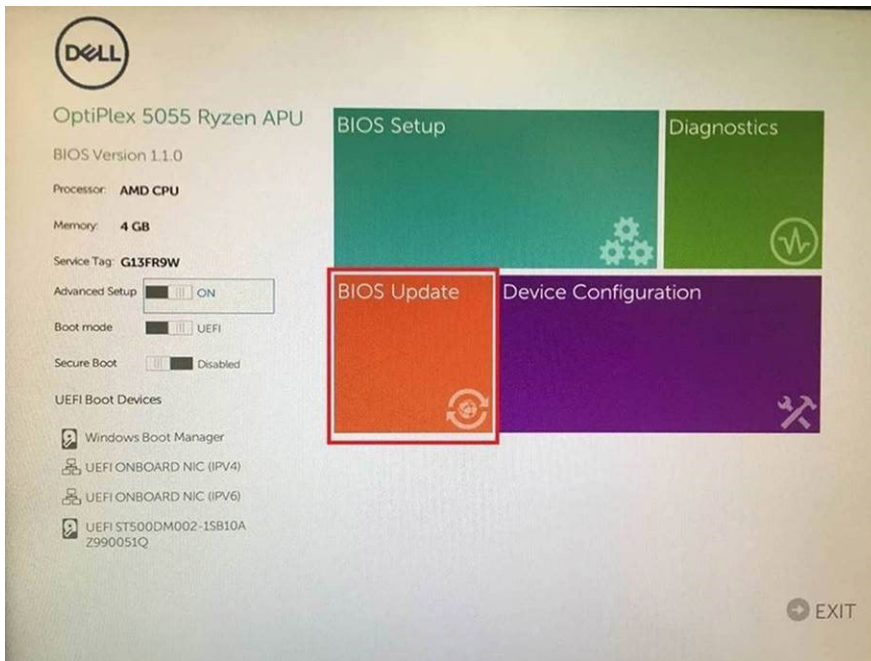 DELL
OptiPlex 5055 Ryzen APU
BIOS Version 1.1.0
Processor: AMD CPU
Memory: 4 GB
Service Tag: G13FR9W
Advanced Setup ON
Boot mode UEFI
Secure Boot Disabled
UEFI Boot Devices
Windows Boot Manager
UEFI ONBOARD NIC (IPV4)
UEFI ONBOARD NIC (IPV6)
UEFI ST500DM002-1SB10A
Z990051Q
BIOS Setup
Diagnostics
BIOS Update
Device Configuration
EXIT